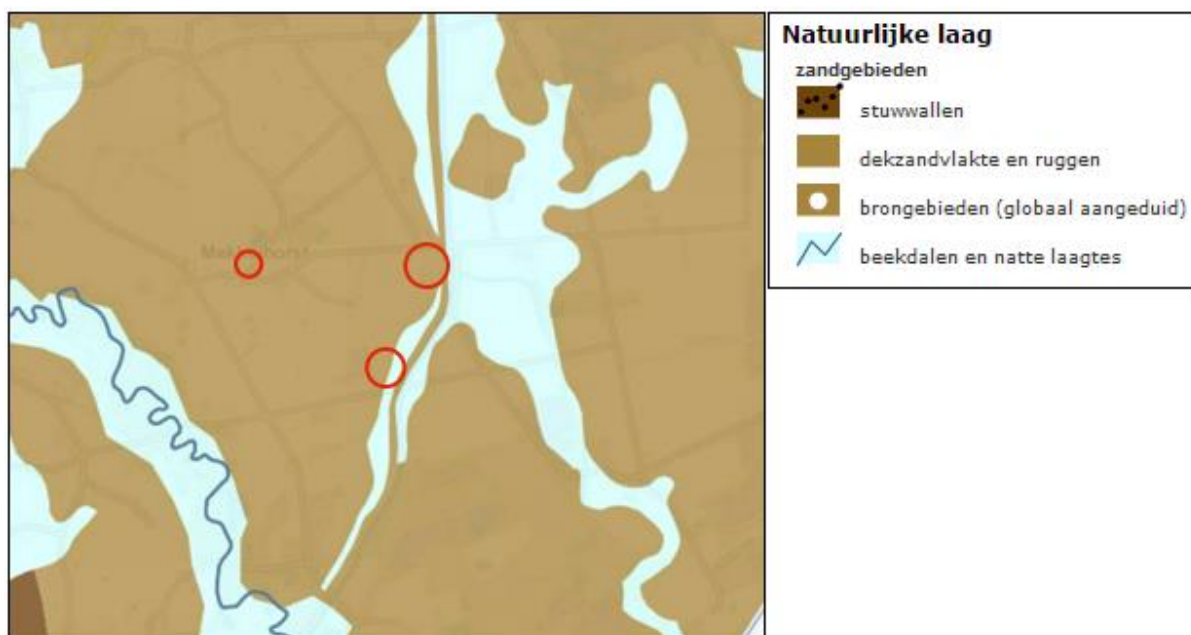 Natuurlijke laag
zandgebieden
stuwwallen
dekzandvlakte en ruggen
brongebieden (globaal aangeduid)
beekdalen en natte laagtes